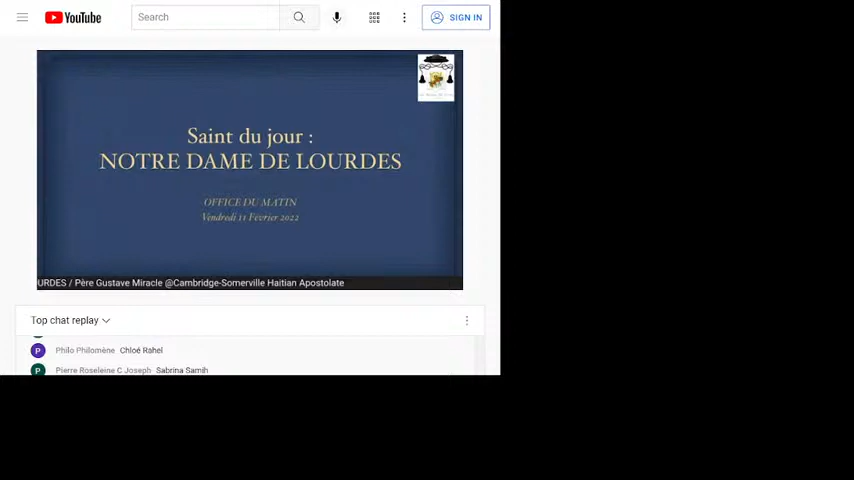 YouTube
Search
SIGN IN
Saint du jour :
NOTRE DAME DE LOURDES
OFFICE DU MATIN
Vendredi 11 Février 2022
URDES / Père Gustave Miracle @Cambridge-Somerville Haitian Apostolate
Top chat replay
P Philo Philomène Chloé Rahel
P Pierre Roseleine C Joseph Sabrina Samih